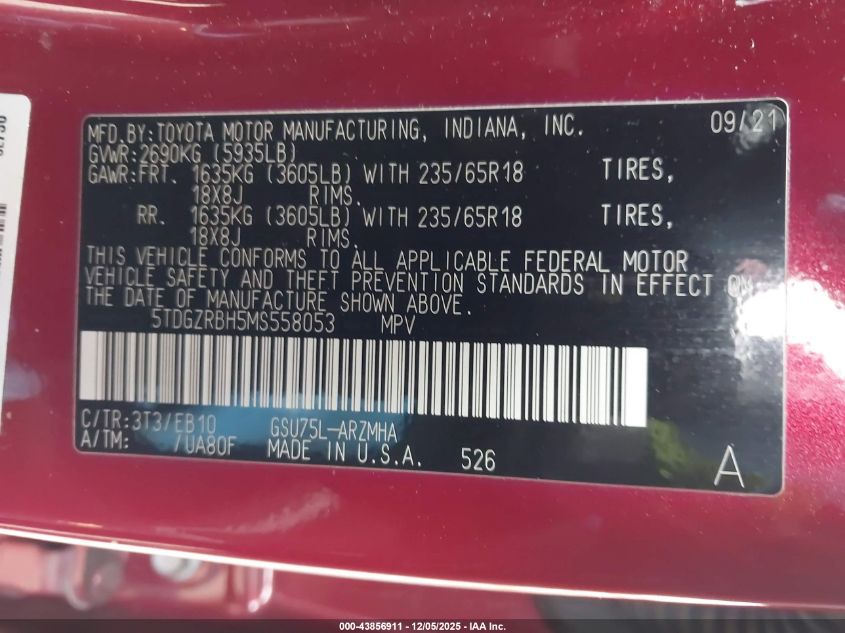 MFD. BY: TOYOTA MOTOR MANUFACTURING, INDIANA, INC. 09/21
GVWR: 2690KG (5935LB)
GAWR: FRT. 1635KG (3605LB) WITH 235/65R18 TIRES,
18X8J RIMS.
RR. 1635KG (3605LB) WITH 235/65R18 TIRES,
18X8J RIMS.
THIS VEHICLE CONFORMS TO ALL APPLICABLE FEDERAL MOTOR
VEHICLE SAFETY AND THEFT PREVENTION STANDARDS IN EFFECT ON
THE DATE OF MANUFACTURE SHOWN ABOVE.
5TDGZRBH5MS558053 MPV
C/TR: 3T3/EB10 GSU75L-ARZMHA
A/TM: /UA80F MADE IN U.S.A. 526 A
000-43856911 - 12/05/2025 - IAA Inc.